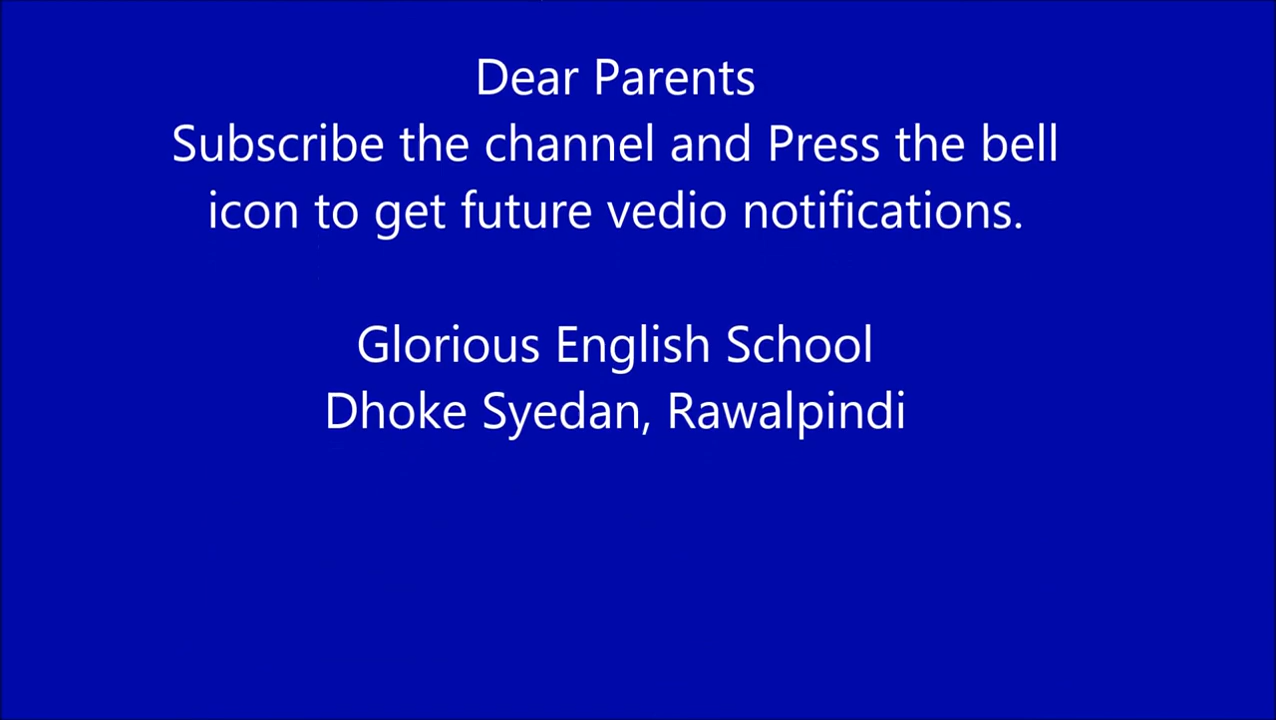 Dear Parents
Subscribe the channel and Press the bell
icon to get future vedio notifications.
Glorious English School
Dhoke Syedan, Rawalpindi